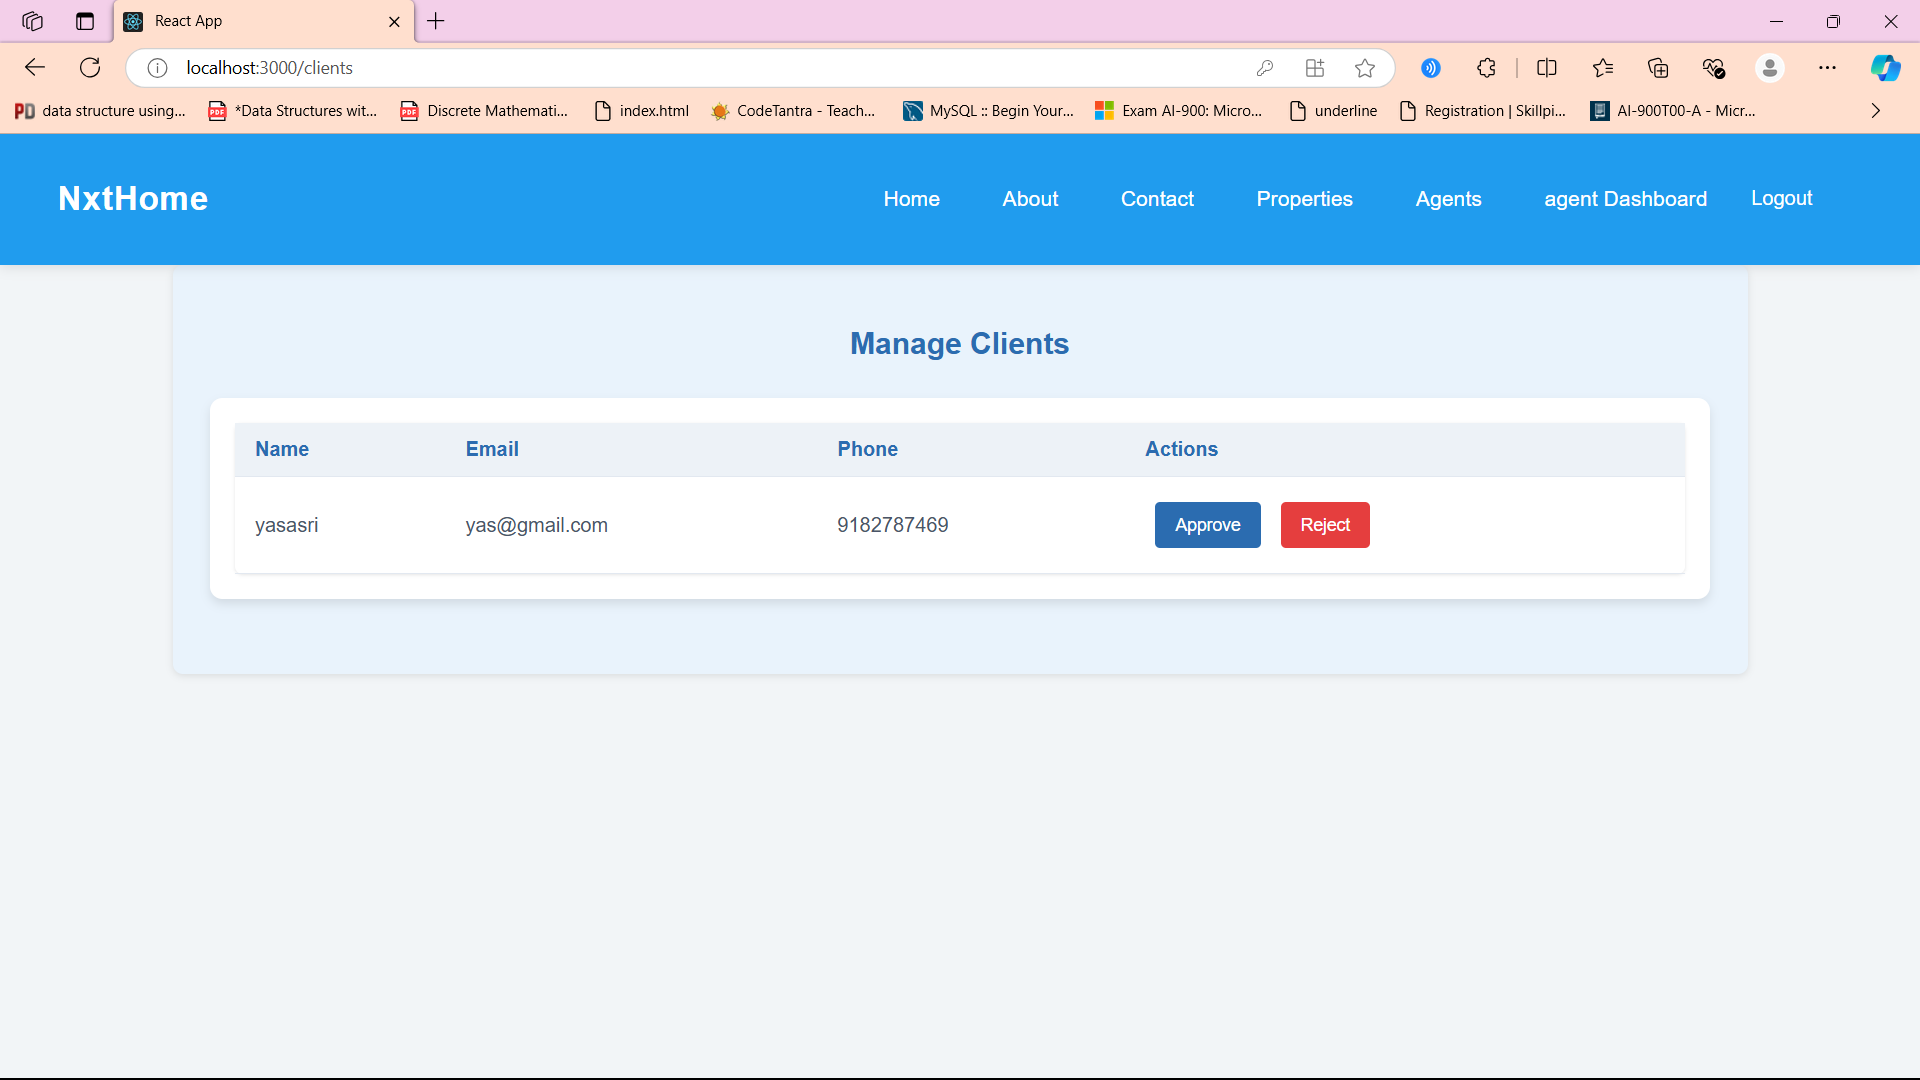 React App
localhost:3000/clients
data structure using...
*Data Structures wit...
Discrete Mathemati...
index.html
CodeTantra - Teach...
MySQL :: Begin Your...
Exam AI-900: Micro...
underline
Registration | Skillpi...
AI-900T00-A - Micr...
NxtHome
Home
About
Contact
Properties
Agents
agent Dashboard
Logout
Manage Clients
Name Email Phone Actions
yasasri yas@gmail.com 9182787469 Approve Reject